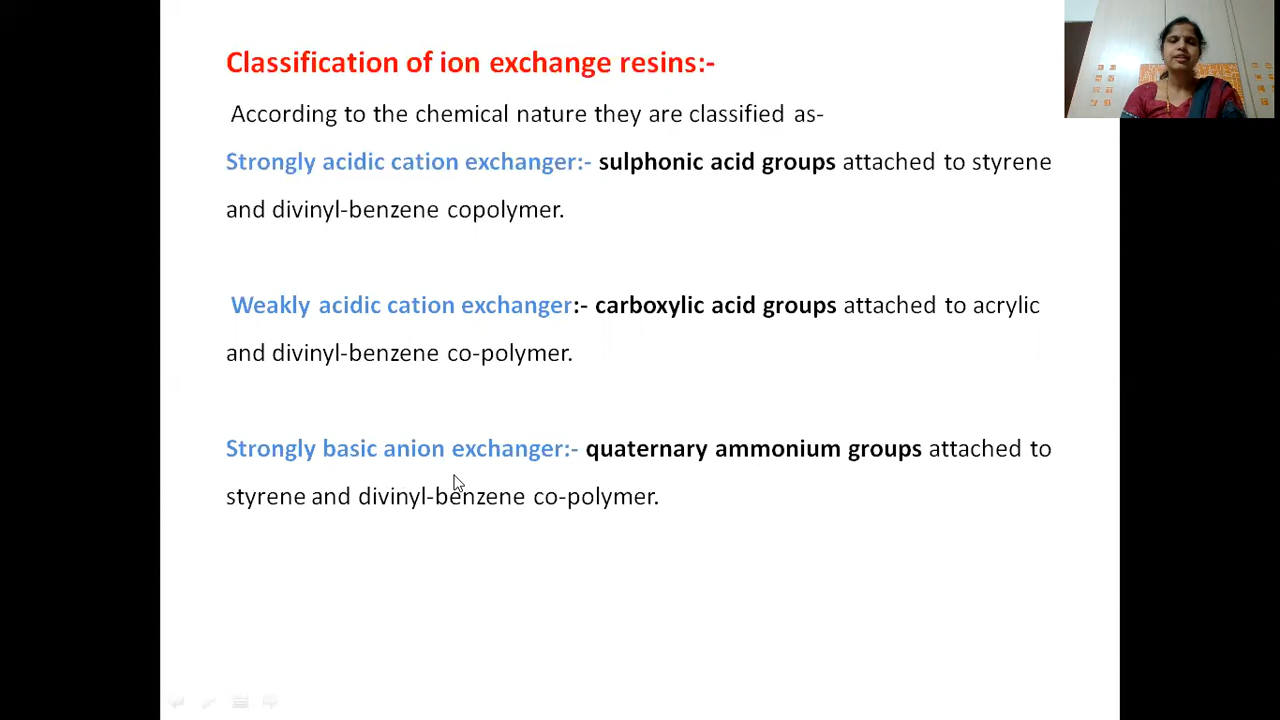 Classification of ion exchange resins:-
According to the chemical nature they are classified as-
Strongly acidic cation exchanger:- sulphonic acid groups attached to styrene
and divinyl-benzene copolymer.
Weakly acidic cation exchanger:- carboxylic acid groups attached to acrylic
and divinyl-benzene co-polymer.
Strongly basic anion exchanger:- quaternary ammonium groups attached to
styrene and divinyl-benzene co-polymer.